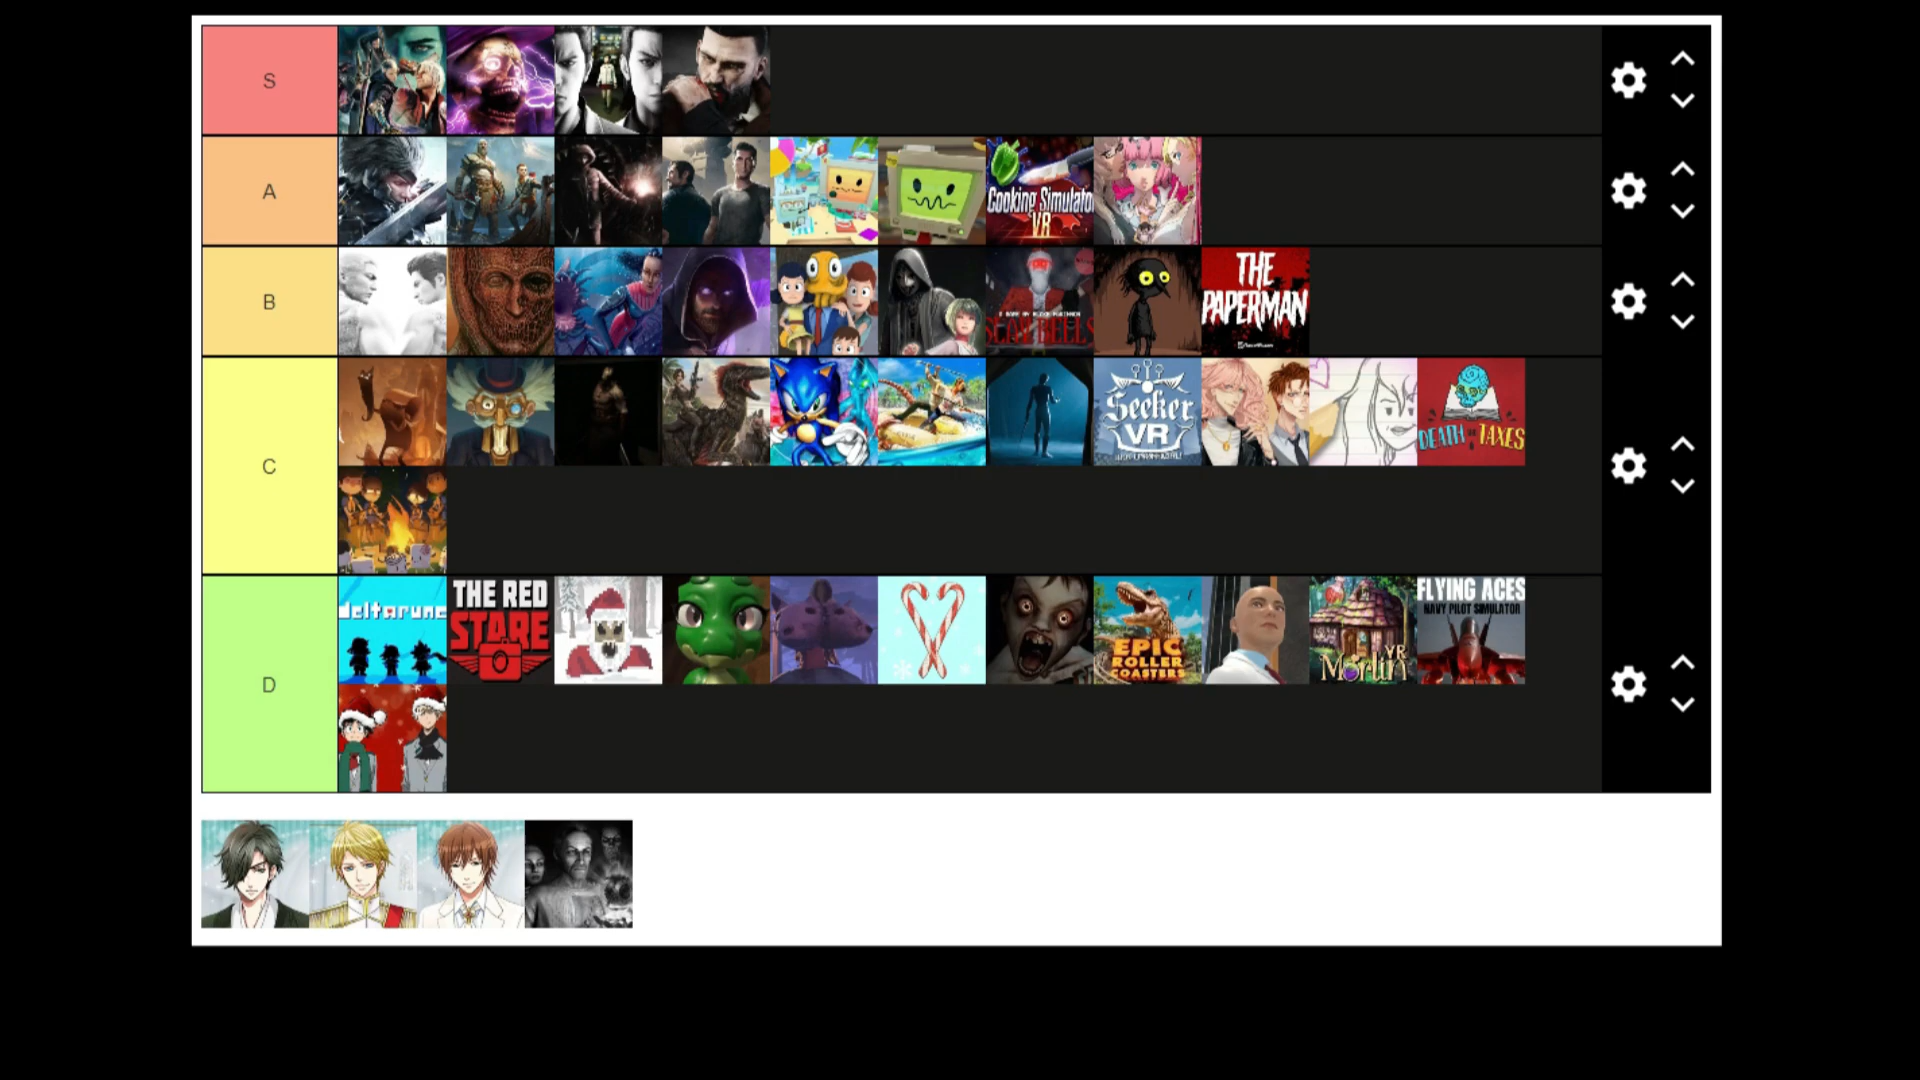 S
A
Cooking Simulator
VR
B
SLAY BELLS
THE
PAPERMAN
C
Seeker
VR
DEATH AND TAXES
D
deltarune
THE RED
STARE
EPIC
ROLLER
COASTERS
Merlin VR
FLYING ACES
NAVY PILOT SIMULATOR